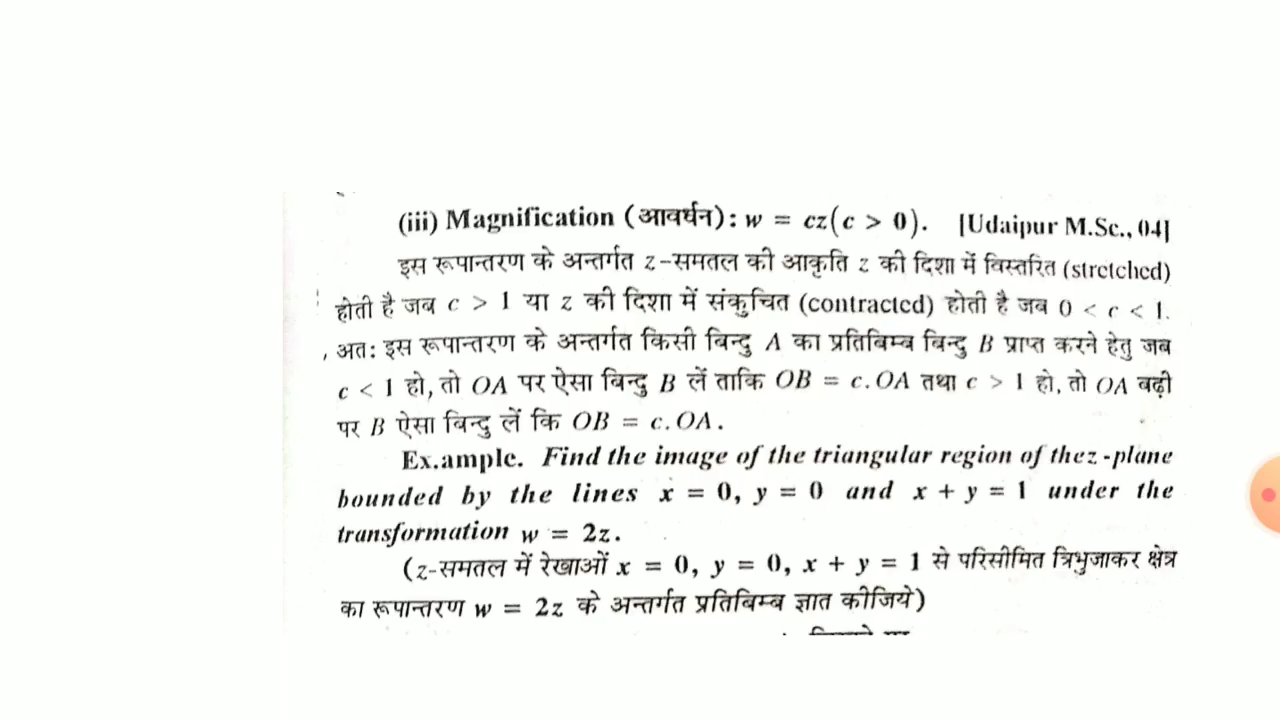 (iii) Magnification (आवर्धन): w = cz(c > 0). [Udaipur M.Sc., 04]
इस रूपान्तरण के अन्तर्गत z-समतल की आकृति z की दिशा में विस्तरित (stretched)
होती है जब c > 1 या z की दिशा में संकुचित (contracted) होती है जब 0 < c < 1.
अतः इस रूपान्तरण के अन्तर्गत किसी बिन्दु A का प्रतिबिम्ब बिन्दु B प्राप्त करने हेतु जब
c < 1 हो, तो OA पर ऐसा बिन्दु B लें ताकि OB = c.OA तथा c > 1 हो, तो OA बढ़ी
पर B ऐसा बिन्दु लें कि OB = c.OA.
Ex.ample. Find the image of the triangular region of thez-plane
bounded by the lines x = 0, y = 0 and x + y = 1 under the
transformation w = 2z.
(z-समतल में रेखाओं x = 0, y = 0, x + y = 1 से परिसीमित त्रिभुजाकर क्षेत्र
का रूपान्तरण w = 2z के अन्तर्गत प्रतिबिम्ब ज्ञात कीजिये)